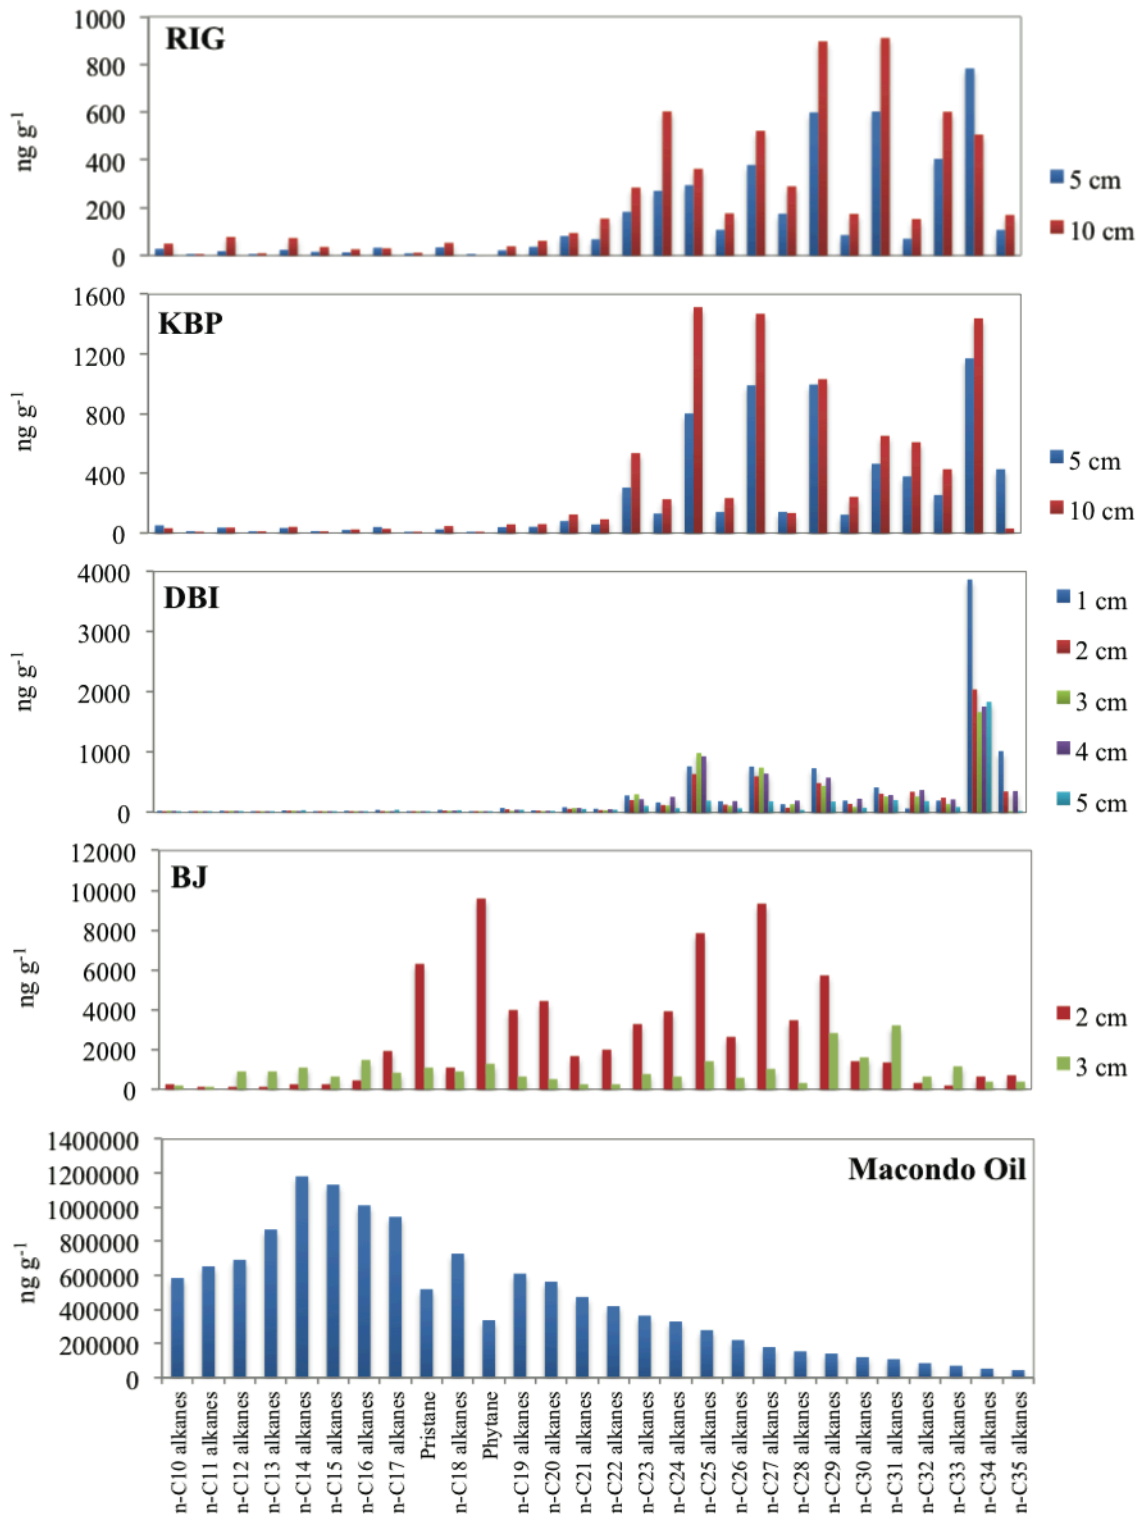 RIG
ng g-1
1000
800
600
400
200
0
5 cm
10 cm
KBP
ng g-1
1600
1200
800
400
0
5 cm
10 cm
DBI
ng g-1
4000
3000
2000
1000
0
1 cm
2 cm
3 cm
4 cm
5 cm
BJ
ng g-1
12000
10000
8000
6000
4000
2000
0
2 cm
3 cm
Macondo Oil
ng g-1
1400000
1200000
1000000
800000
600000
400000
200000
0
n-C10 alkanes
n-C11 alkanes
n-C12 alkanes
n-C13 alkanes
n-C14 alkanes
n-C15 alkanes
n-C16 alkanes
n-C17 alkanes
Pristane
n-C18 alkanes
Phytane
n-C19 alkanes
n-C20 alkanes
n-C21 alkanes
n-C22 alkanes
n-C23 alkanes
n-C24 alkanes
n-C25 alkanes
n-C26 alkanes
n-C27 alkanes
n-C28 alkanes
n-C29 alkanes
n-C30 alkanes
n-C31 alkanes
n-C32 alkanes
n-C33 alkanes
n-C34 alkanes
n-C35 alkanes